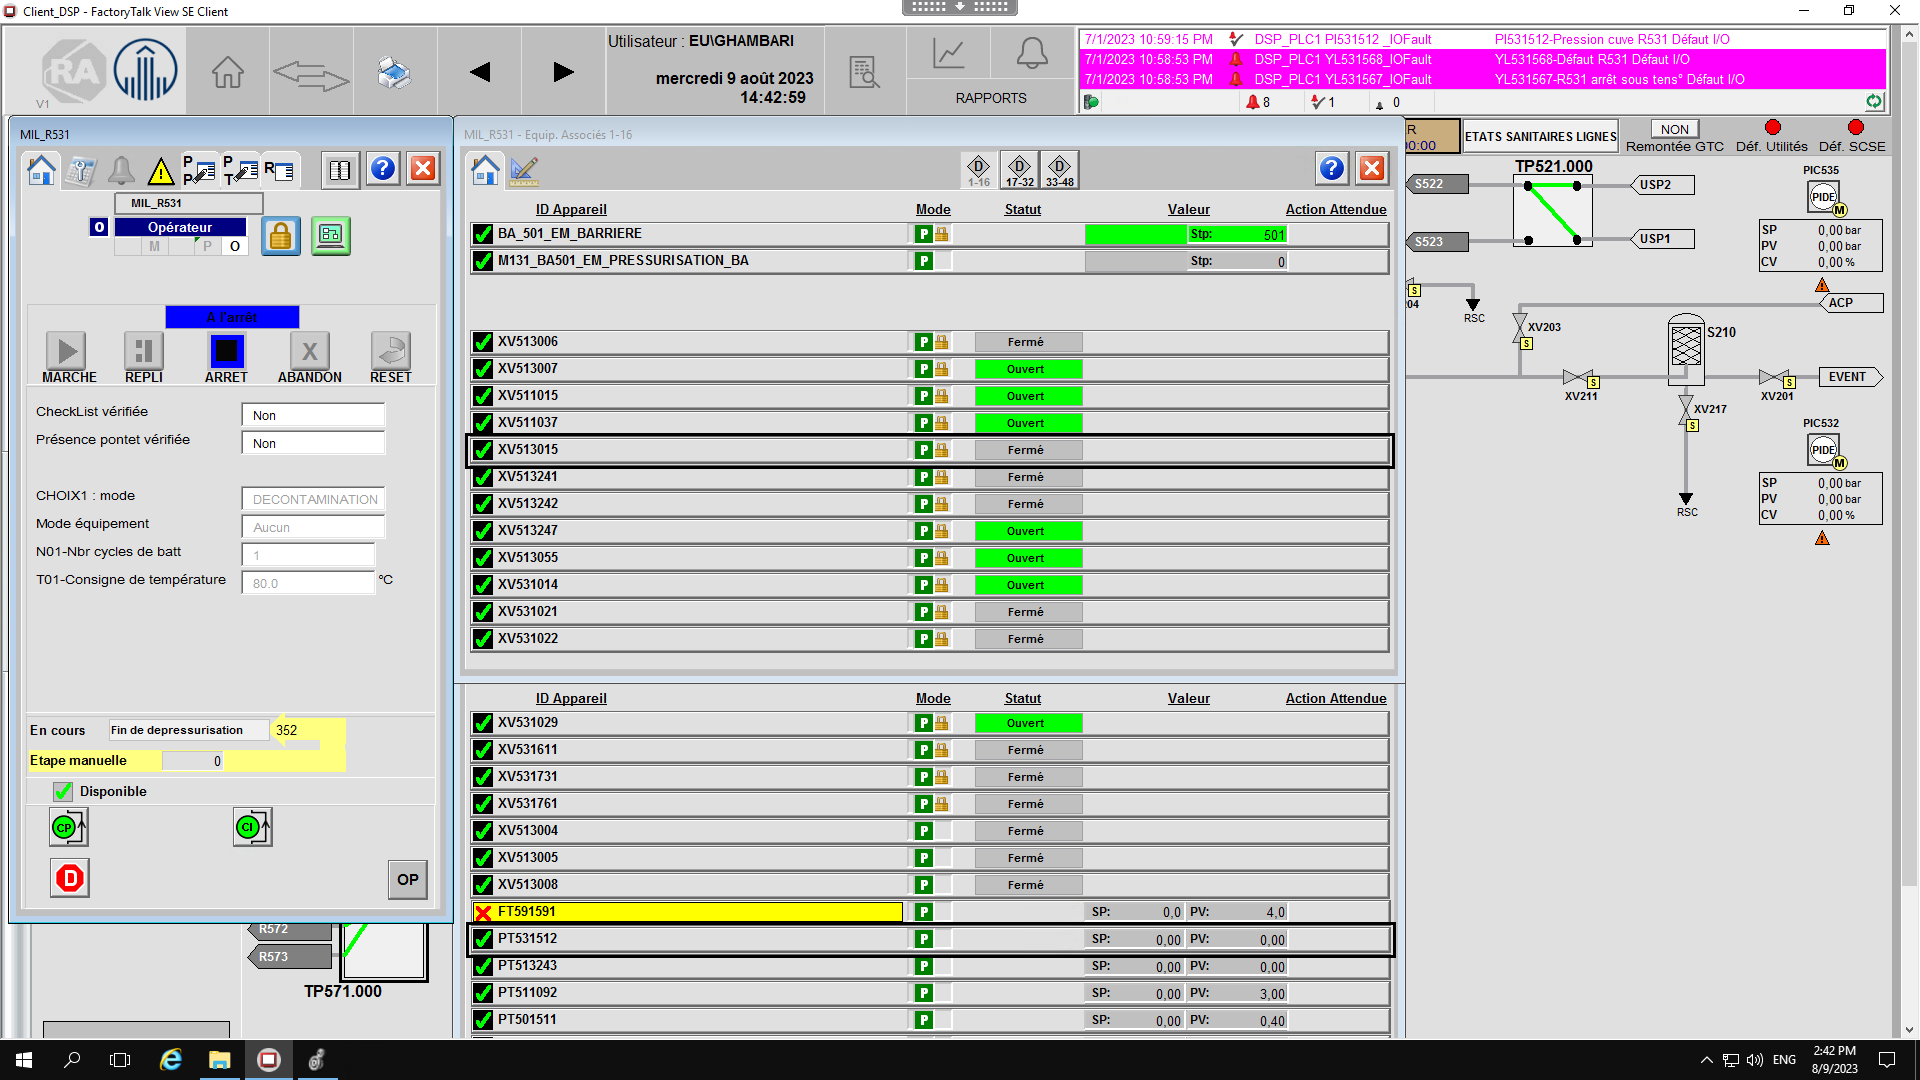 Client_DSP - FactoryTalk View SE Client
RA
V1
Utilisateur : EU\GHAMBARI
mercredi 9 août 2023
14:42:59
RAPPORTS
7/1/2023 10:59:15 PM DSP_PLC1 PI531512 _IOFault PI531512-Pression cuve R531 Défaut I/O
7/1/2023 10:58:53 PM DSP_PLC1 YL531568_IOFault YL531568-Défaut R531 Défaut I/O
7/1/2023 10:58:53 PM DSP_PLC1 YL531567_IOFault YL531567-R531 arrêt sous tens° Défaut I/O
8 1 0
MIL_R531
P P P T R
MIL_R531
O Opérateur
M P O
A l'arrêt
X
MARCHE REPLI ARRET ABANDON RESET
CheckList vérifiée Non
Présence pontet vérifiée Non
CHOIX1 : mode DECONTAMINATION
Mode équipement Aucun
N01-Nbr cycles de batt 1
T01-Consigne de température 80.0 °C
En cours Fin de depressurisation 352
Etape manuelle 0
Disponible
CP CI
D OP
R572
R573
TP571.000
MIL_R531 - Equip. Associés 1-16
D D D
1-16 17-32 33-48
ID Appareil Mode Statut Valeur Action Attendue
BA_501_EM_BARRIERE P Stp: 501
M131_BA501_EM_PRESSURISATION_BA P Stp: 0
XV513006 P Fermé
XV513007 P Ouvert
XV511015 P Ouvert
XV511037 P Ouvert
XV513015 P Fermé
XV513241 P Fermé
XV513242 P Fermé
XV513247 P Ouvert
XV513055 P Ouvert
XV531014 P Ouvert
XV531021 P Fermé
XV531022 P Fermé
ID Appareil Mode Statut Valeur Action Attendue
XV531029 P Ouvert
XV531611 P Fermé
XV531731 P Fermé
XV531761 P Fermé
XV513004 P Fermé
XV513005 P Fermé
XV513008 P Fermé
FT591591 P SP: 0,0 PV: 4,0
PT531512 P SP: 0,00 PV: 0,00
PT513243 P SP: 0,00 PV: 0,00
PT511092 P SP: 0,00 PV: 3,00
PT501511 P SP: 0,00 PV: 0,40
R
00:00
ETATS SANITAIRES LIGNES
NON
Remontée GTC Déf. Utilités Déf. SCSE
TP521.000
S522 USP2
S523 USP1
PIC535
PIDE
M
SP 0,00 bar
PV 0,00 bar
CV 0,00 %
S
04
RSC
ACP
XV203
S
S210
XV211
S
XV201
S
EVENT
XV217
S
RSC
PIC532
PIDE
M
SP 0,00 bar
PV 0,00 bar
CV 0,00 %
ENG
2:42 PM
8/9/2023